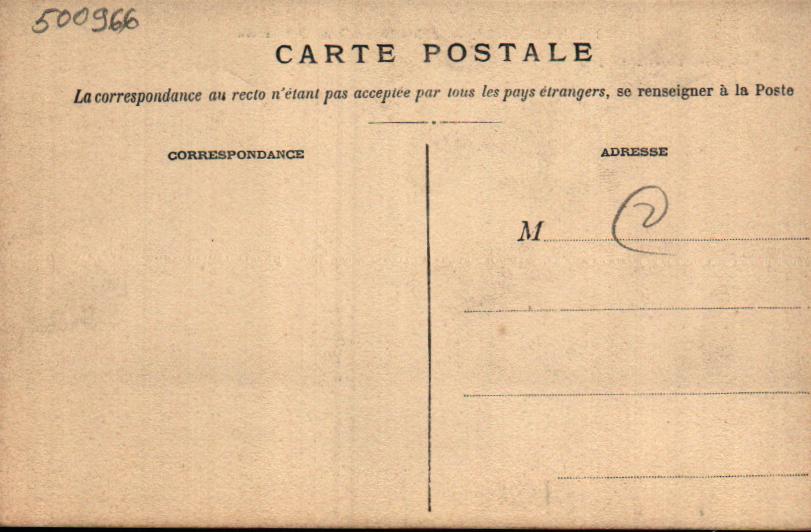 500966
CARTE POSTALE
La correspondance au recto n'étant pas acceptée par tous les pays étrangers, se renseigner à la Poste
CORRESPONDANCE
ADRESSE
M